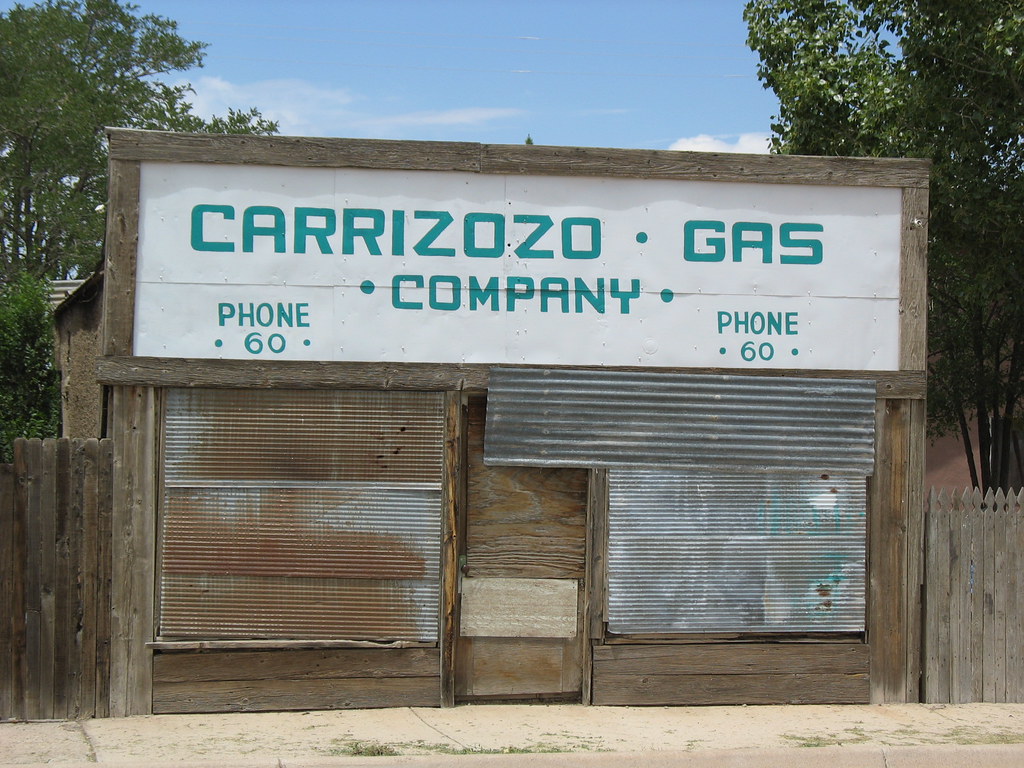 CARRIZOZO • GAS
• COMPANY •
PHONE
• 60 •
PHONE
• 60 •